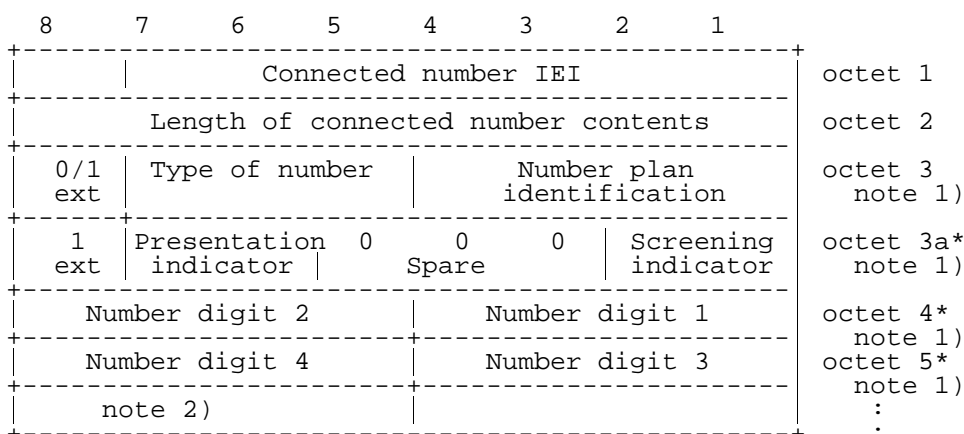 8 7 6 5 4 3 2 1
Connected number IEI octet 1
Length of connected number contents octet 2
0/1 Type of number Number plan octet 3
ext identification note 1)
1 Presentation 0 0 0 Screening octet 3a*
ext indicator Spare indicator note 1)
Number digit 2 Number digit 1 octet 4*
note 1)
Number digit 4 Number digit 3 octet 5*
note 1)
note 2) :
: